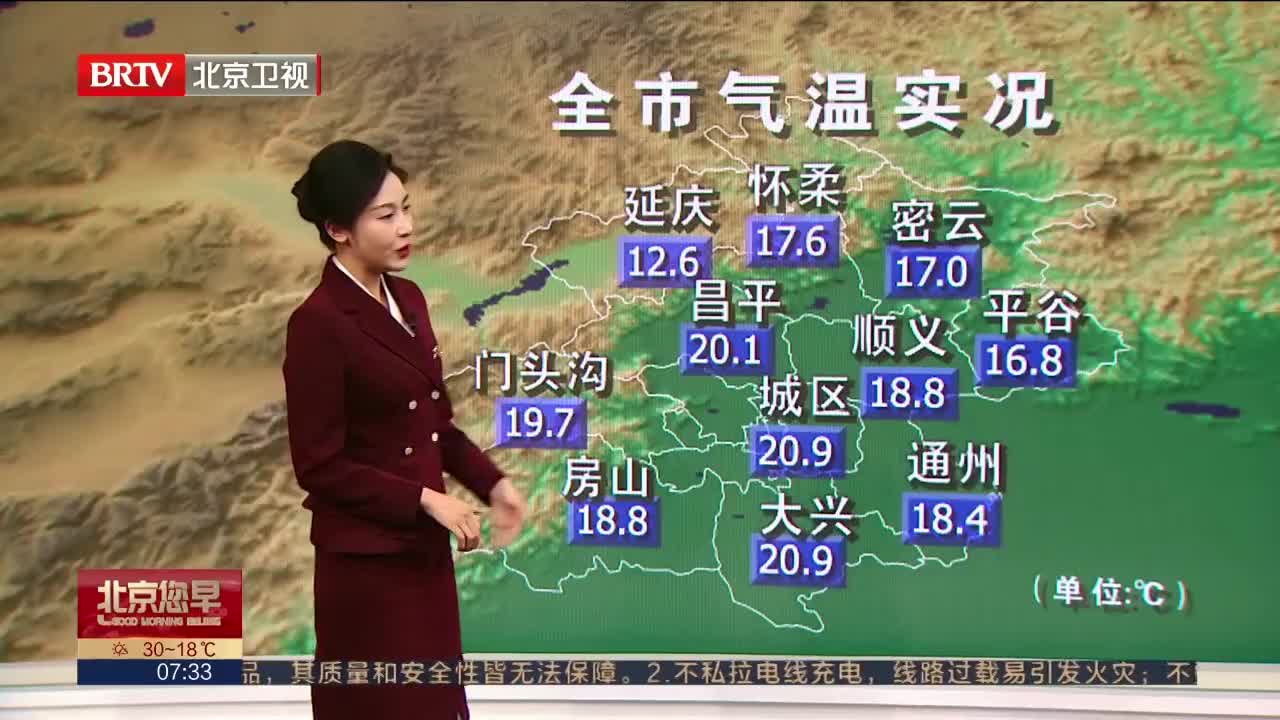 BRTV 北京卫视
全市气温实况
延庆
12.6
怀柔
17.6
密云
17.0
昌平
20.1
顺义
18.8
平谷
16.8
门头沟
19.7
城区
20.9
房山
18.8
大兴
20.9
通州
18.4
(单位:℃)
北京您早
GOOD MORNING BEIJING
30~18℃
07:33
品，其质量和安全性皆无法保障。2.不私拉电线充电，线路过载易引发火灾；不